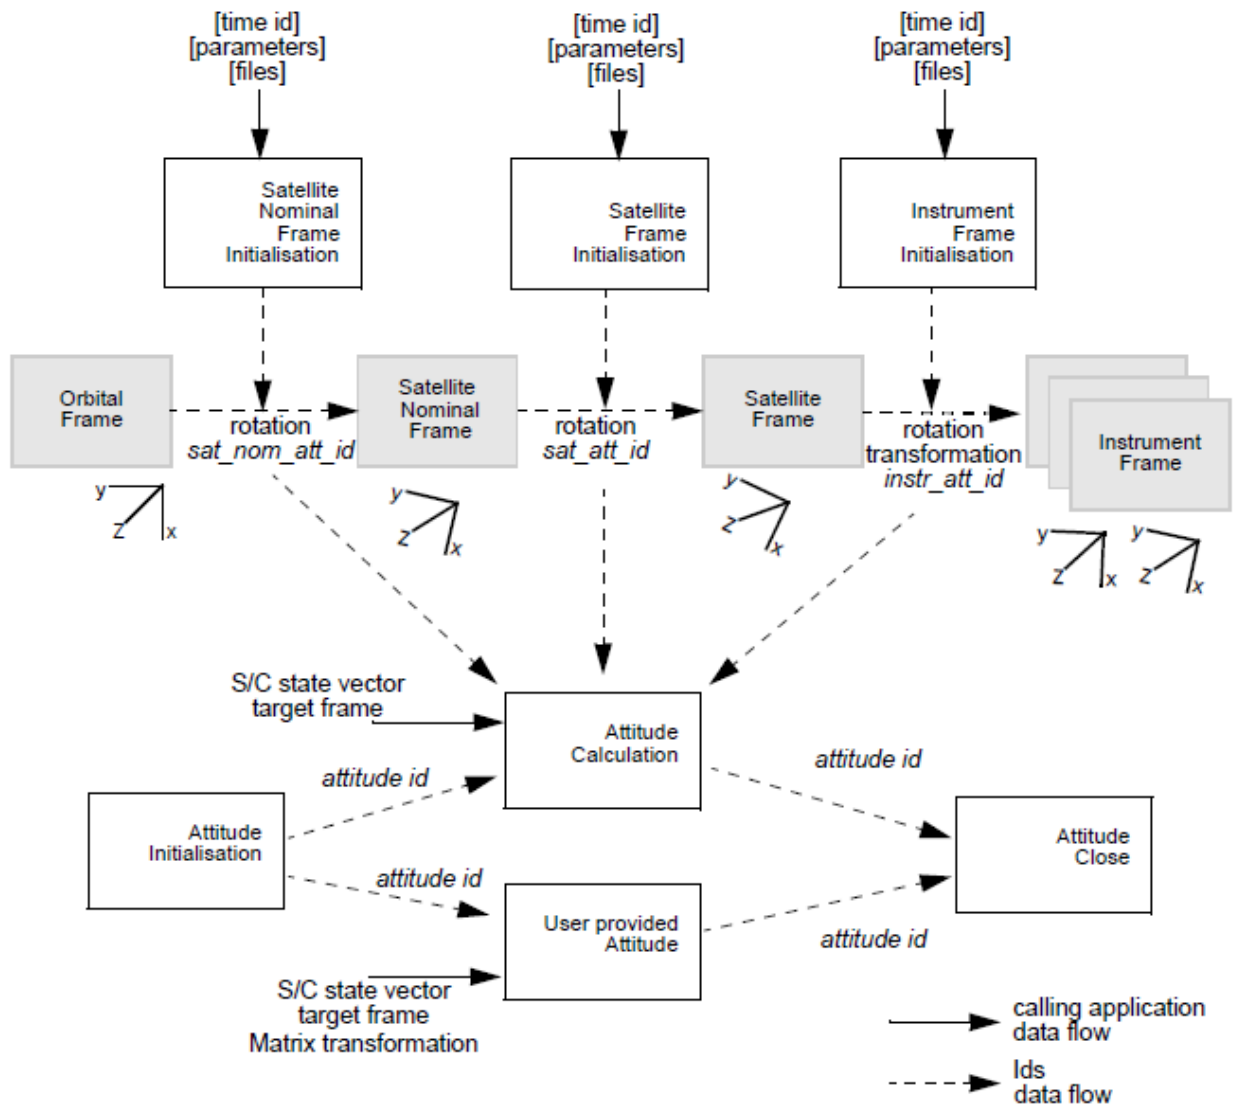 [time id]
[parameters]
[files]
[time id]
[parameters]
[files]
[time id]
[parameters]
[files]
Satellite
Nominal
Frame
Initialisation
Satellite
Frame
Initialisation
Instrument
Frame
Initialisation
Orbital
Frame
rotation
sat_nom_att_id
Satellite
Nominal
Frame
rotation
sat_att_id
Satellite
Frame
rotation
transformation
instr_att_id
Instrument
Frame
y
Z
x
y
Z
x
y
Z
x
y
Z
x
y
Z
x
S/C state vector
target frame
Attitude
Calculation
attitude id
attitude id
Attitude
Initialisation
Attitude
Close
attitude id
User provided
Attitude
attitude id
S/C state vector
target frame
Matrix transformation
calling application
data flow
Ids
data flow